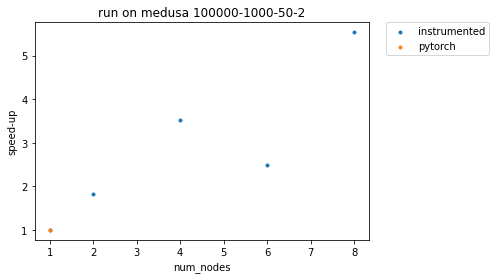 run on medusa 100000-1000-50-2
instrumented
pytorch
speed-up
5
4
3
2
1
1 2 3 4 5 6 7 8
num_nodes